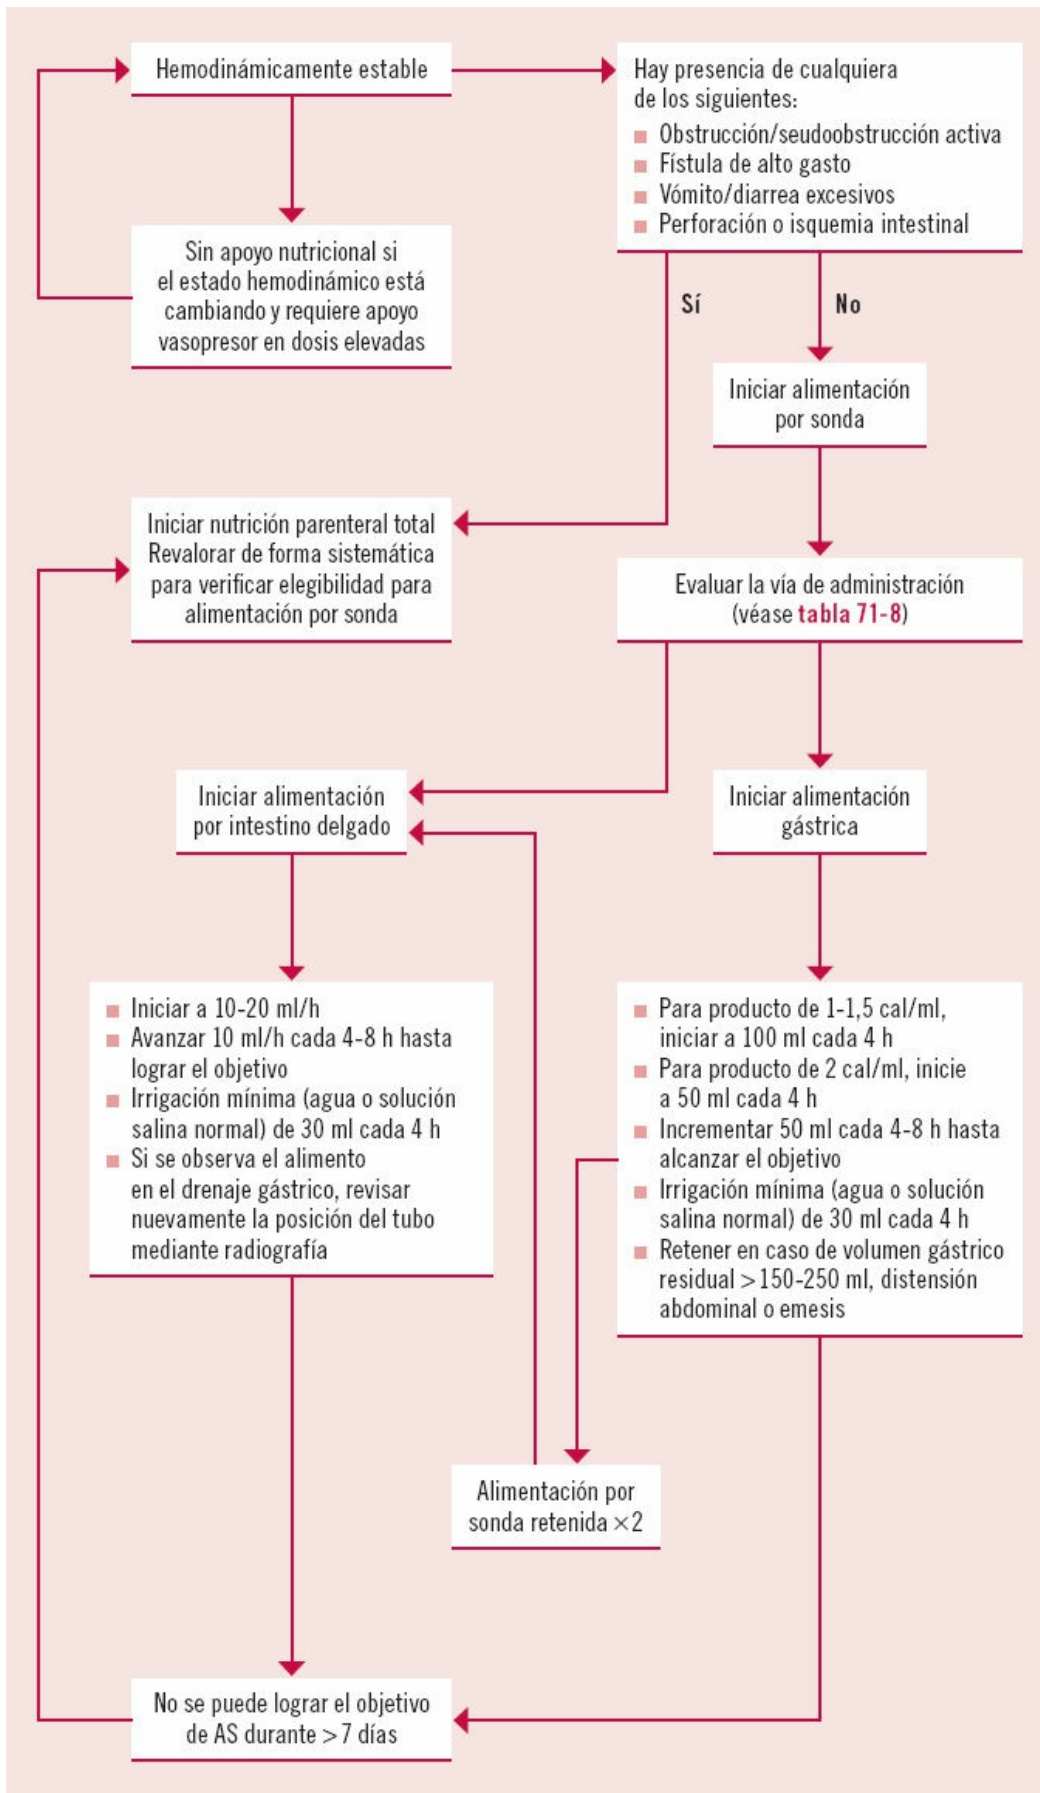 Hemodinámicamente estable
Hay presencia de cualquiera
de los siguientes:
Obstrucción/seudoobstrucción activa
Fístula de alto gasto
Vómito/diarrea excesivos
Perforación o isquemia intestinal
Sin apoyo nutricional si
el estado hemodinámico está
cambiando y requiere apoyo
vasopresor en dosis elevadas
Sí
No
Iniciar alimentación
por sonda
Iniciar nutrición parenteral total
Revalorar de forma sistemática
para verificar elegibilidad para
alimentación por sonda
Evaluar la vía de administración
(véase tabla 71-8)
Iniciar alimentación
por intestino delgado
Iniciar alimentación
gástrica
Iniciar a 10-20 ml/h
Avanzar 10 ml/h cada 4-8 h hasta
lograr el objetivo
Irrigación mínima (agua o solución
salina normal) de 30 ml cada 4 h
Si se observa el alimento
en el drenaje gástrico, revisar
nuevamente la posición del tubo
mediante radiografía
Para producto de 1-1,5 cal/ml,
iniciar a 100 ml cada 4 h
Para producto de 2 cal/ml, inicie
a 50 ml cada 4 h
Incrementar 50 ml cada 4-8 h hasta
alcanzar el objetivo
Irrigación mínima (agua o solución
salina normal) de 30 ml cada 4 h
Retener en caso de volumen gástrico
residual >150-250 ml, distensión
abdominal o emesis
Alimentación por
sonda retenida ×2
No se puede lograr el objetivo
de AS durante >7 días